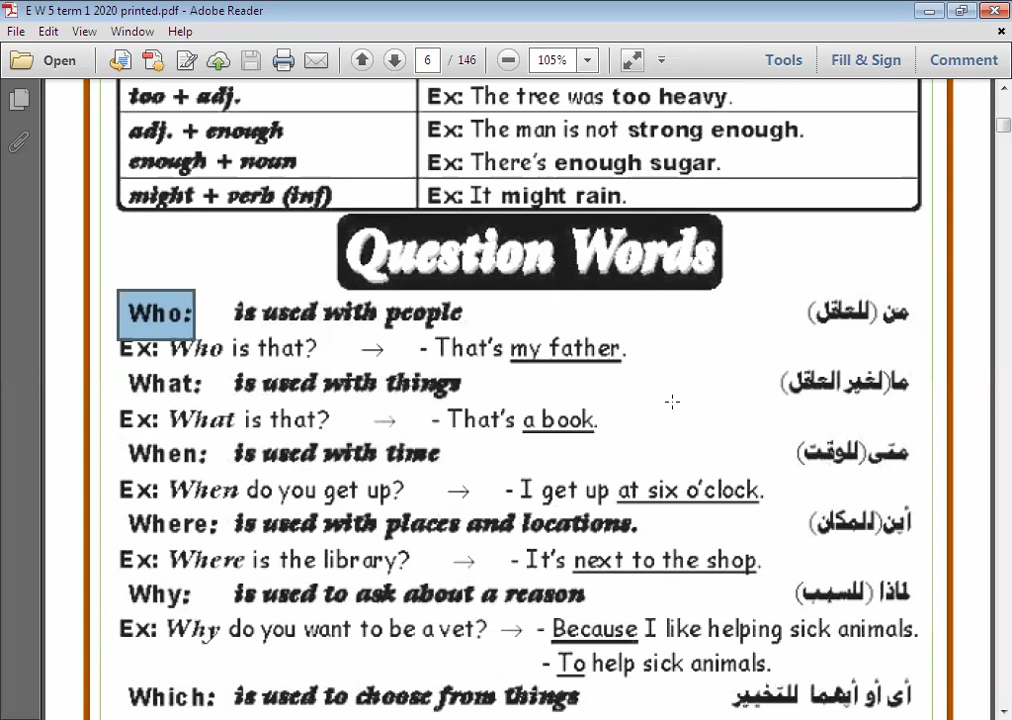 E W 5 term 1 2020 printed.pdf - Adobe Reader
File Edit View Window Help
Open 6 / 146 105% Tools Fill & Sign Comment
too + adj. Ex: The tree was too heavy.
adj. + enough Ex: The man is not strong enough.
enough + noun Ex: There's enough sugar.
might + verb (inf) Ex: It might rain.
Question Words
Who: is used with people من (للعاقل)
Ex: Who is that? → - That's my father.
What: is used with things ما(لغير العاقل)
Ex: What is that? → - That's a book.
When: is used with time متى(للوقت)
Ex: When do you get up? → - I get up at six o'clock.
Where: is used with places and locations. أين(للمكان)
Ex: Where is the library? → - It's next to the shop.
Why: is used to ask about a reason لماذا (للسبب)
Ex: Why do you want to be a vet? → - Because I like helping sick animals.
- To help sick animals.
Which: is used to choose from things أى أو أيهما للتخيير